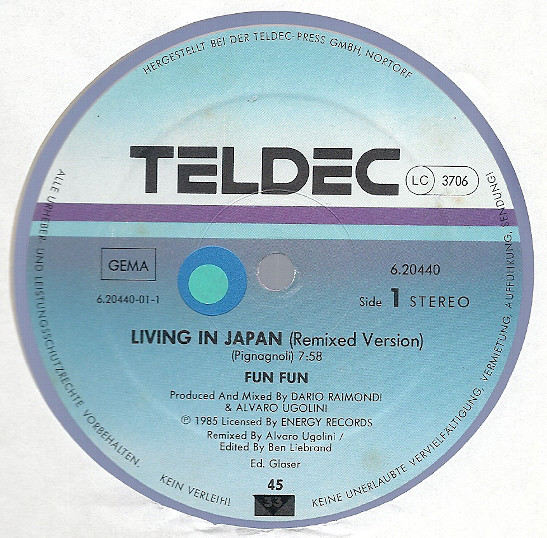 HERGESTELLT BEI DER TELDEC-PRESS GMBH, NORTORF
TELDEC
LC 3706
ALLE URHEBER- UND LEISTUNGSSCHUTZRECHTE VORBEHALTEN.
KEIN VERLEIH!
KEINE UNERLAUBTE VERVIELFÄLTIGUNG, VERMIETUNG, AUFFÜHRUNG, SENDUNG!
GEMA
6.20440
6.20440-01-1
Side 1 STEREO
LIVING IN JAPAN (Remixed Version)
(Pignagnoli) 7:58
FUN FUN
Produced And Mixed By DARIO RAIMONDI
& ALVARO UGOLINI
℗ 1985 Licensed By ENERGY RECORDS
Remixed By Alvaro Ugolini /
Edited By Ben Liebrand
Ed. Glaser
45
33